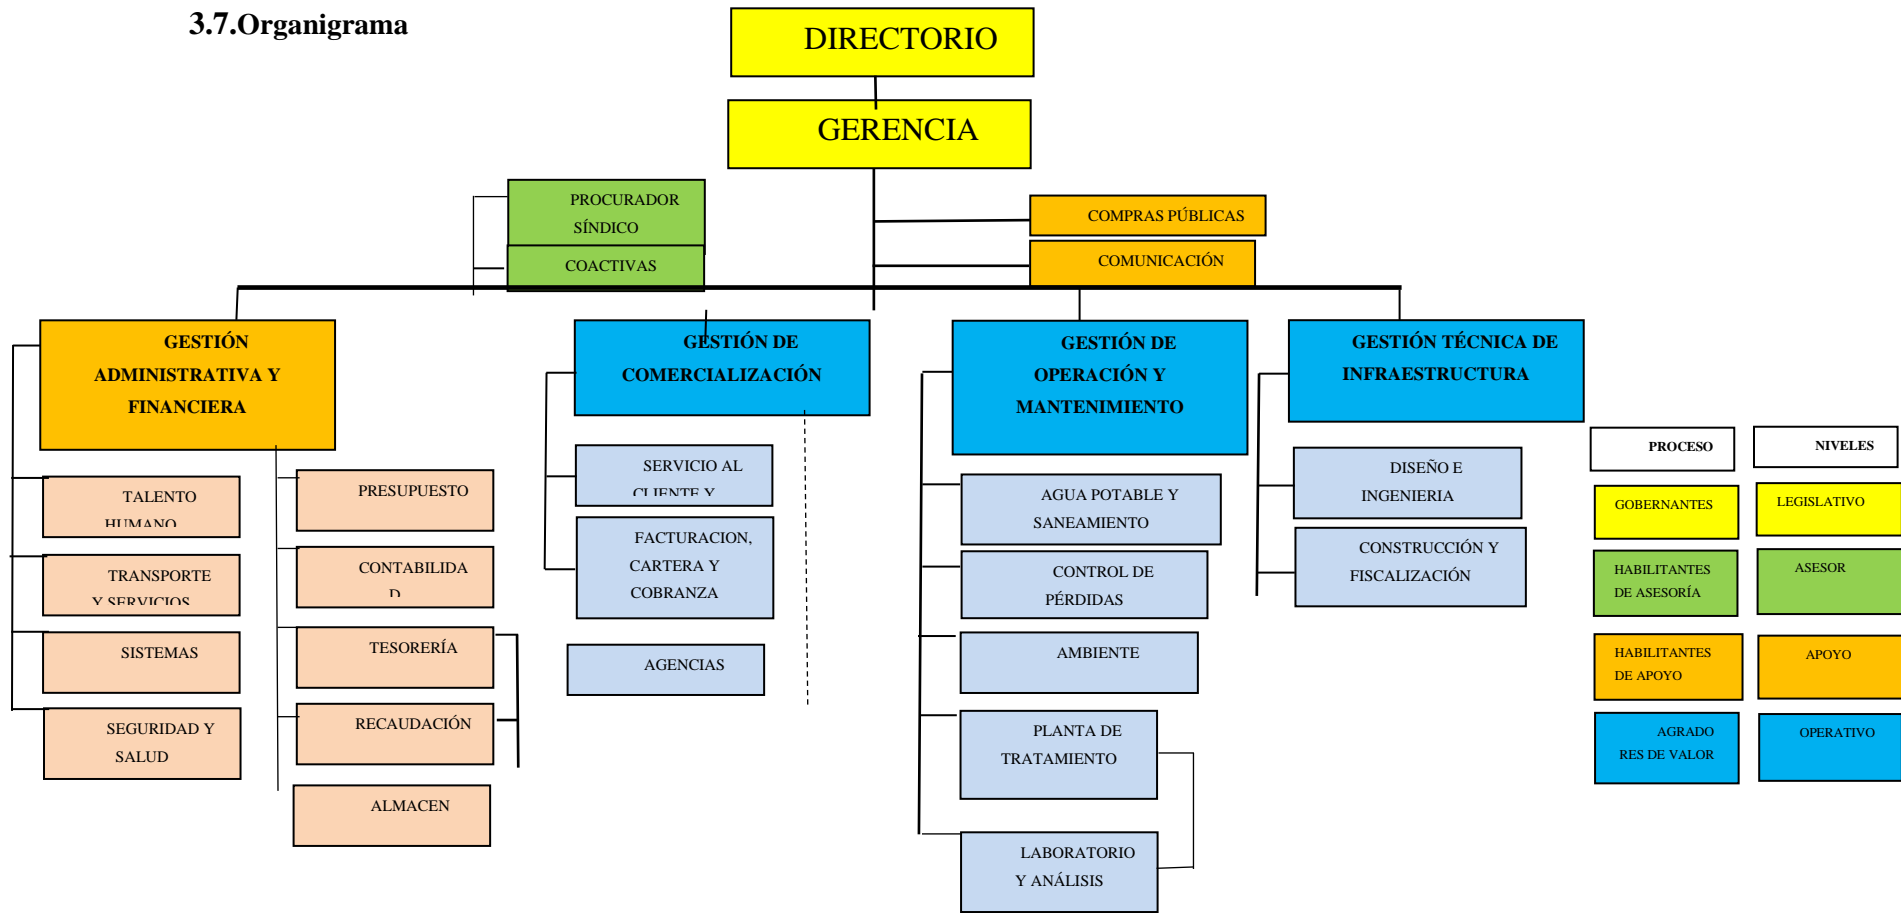 3.7.Organigrama
DIRECTORIO
GERENCIA
PROCURADOR
SÍNDICO
COACTIVAS
COMPRAS PÚBLICAS
COMUNICACIÓN
GESTIÓN
ADMINISTRATIVA Y
FINANCIERA
TALENTO
HUMANO
TRANSPORTE
Y SERVICIOS
SISTEMAS
SEGURIDAD Y
SALUD
PRESUPUESTO
CONTABILIDA
D
TESORERÍA
RECAUDACIÓN
ALMACEN
GESTIÓN DE
COMERCIALIZACIÓN
SERVICIO AL
CLIENTE Y
FACTURACION,
CARTERA Y
COBRANZA
AGENCIAS
GESTIÓN DE
OPERACIÓN Y
MANTENIMIENTO
AGUA POTABLE Y
SANEAMIENTO
CONTROL DE
PÉRDIDAS
AMBIENTE
PLANTA DE
TRATAMIENTO
LABORATORIO
Y ANÁLISIS
GESTIÓN TÉCNICA DE
INFRAESTRUCTURA
DISEÑO E
INGENIERIA
CONSTRUCCIÓN Y
FISCALIZACIÓN
PROCESO
NIVELES
GOBERNANTES
LEGISLATIVO
HABILITANTES
DE ASESORÍA
ASESOR
HABILITANTES
DE APOYO
APOYO
AGRADO
RES DE VALOR
OPERATIVO